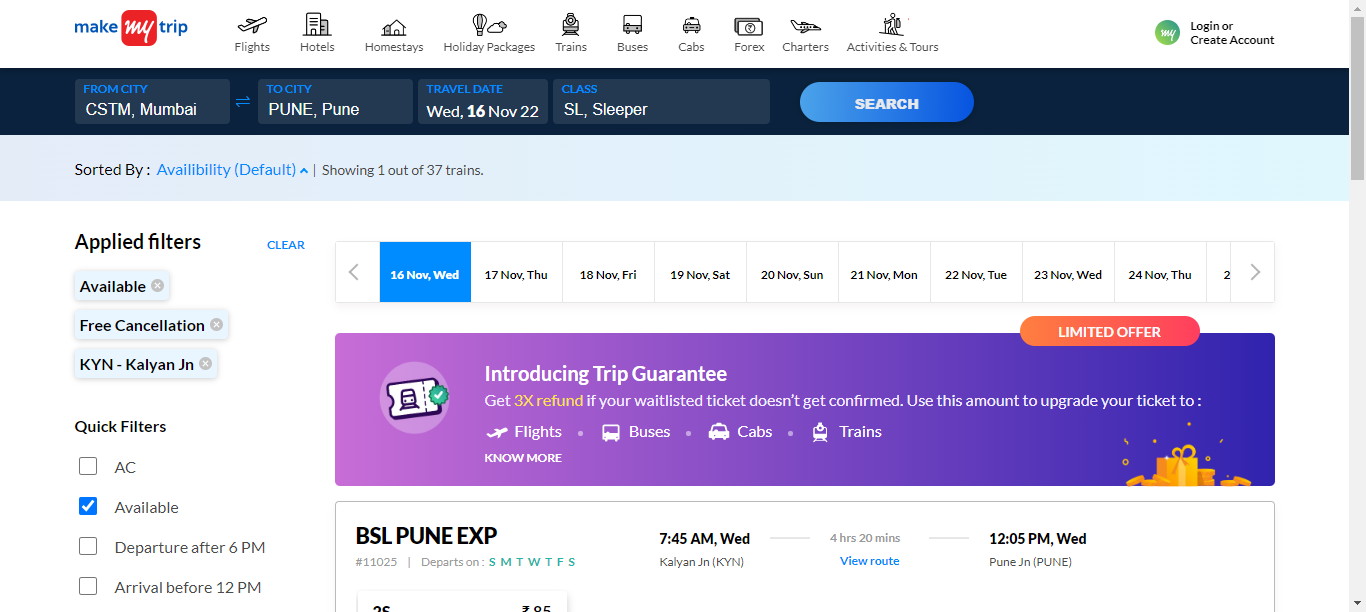 make my trip
Flights
Hotels
Homestays
Holiday Packages
Trains
Buses
Cabs
Forex
Charters
Activities & Tours
my
Login or
Create Account
FROM CITY
CSTM, Mumbai
TO CITY
PUNE, Pune
TRAVEL DATE
Wed, 16 Nov 22
CLASS
SL, Sleeper
SEARCH
Sorted By : Availibility (Default) | Showing 1 out of 37 trains.
Applied filters
CLEAR
Available
Free Cancellation
KYN - Kalyan Jn
Quick Filters
AC
Available
Departure after 6 PM
Arrival before 12 PM
16 Nov, Wed
17 Nov, Thu
18 Nov, Fri
19 Nov, Sat
20 Nov, Sun
21 Nov, Mon
22 Nov, Tue
23 Nov, Wed
24 Nov, Thu
2
LIMITED OFFER
Introducing Trip Guarantee
Get 3X refund if your waitlisted ticket doesn’t get confirmed. Use this amount to upgrade your ticket to :
Flights • Buses • Cabs • Trains
KNOW MORE
BSL PUNE EXP
#11025 | Departs on : S M T W T F S
7:45 AM, Wed
Kalyan Jn (KYN)
4 hrs 20 mins
View route
12:05 PM, Wed
Pune Jn (PUNE)
2S
₹ 85